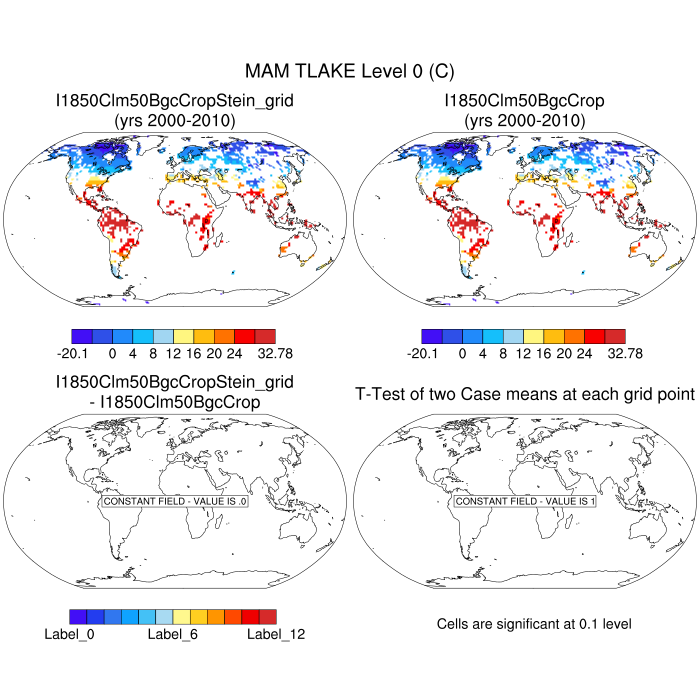 MAM TLAKE Level 0 (C)
I1850Clm50BgcCropStein_grid
(yrs 2000-2010)
I1850Clm50BgcCrop
(yrs 2000-2010)
-20.1 0 4 8 12 16 20 24 32.78
-20.1 0 4 8 12 16 20 24 32.78
I1850Clm50BgcCropStein_grid
- I1850Clm50BgcCrop
T-Test of two Case means at each grid point
CONSTANT FIELD - VALUE IS .0
CONSTANT FIELD - VALUE IS 1
Label_0 Label_6 Label_12
Cells are significant at 0.1 level